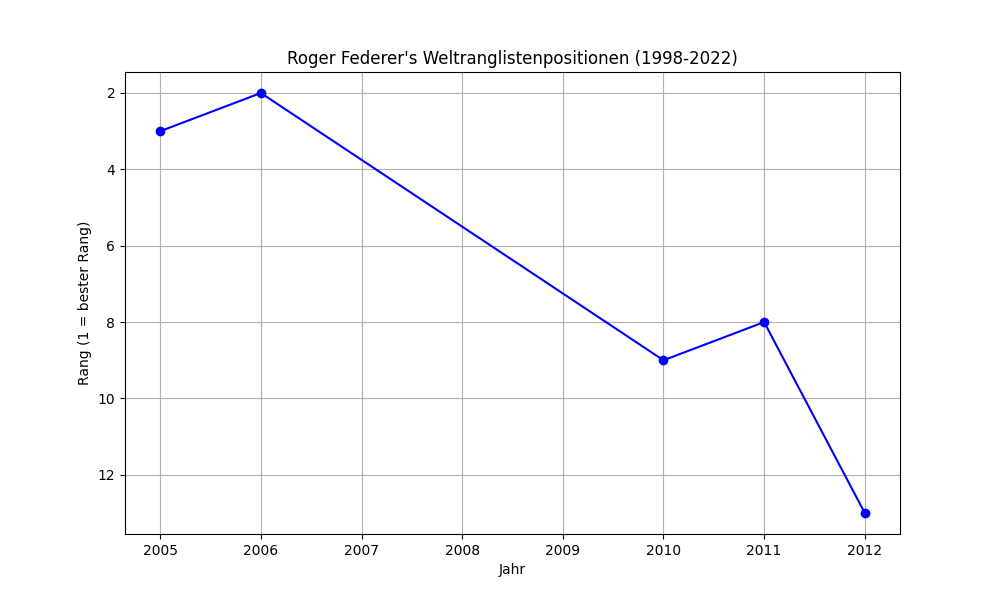 Roger Federer's Weltranglistenpositionen (1998-2022)
2
4
6
8
10
12
Rang (1 = bester Rang)
2005 2006 2007 2008 2009 2010 2011 2012
Jahr